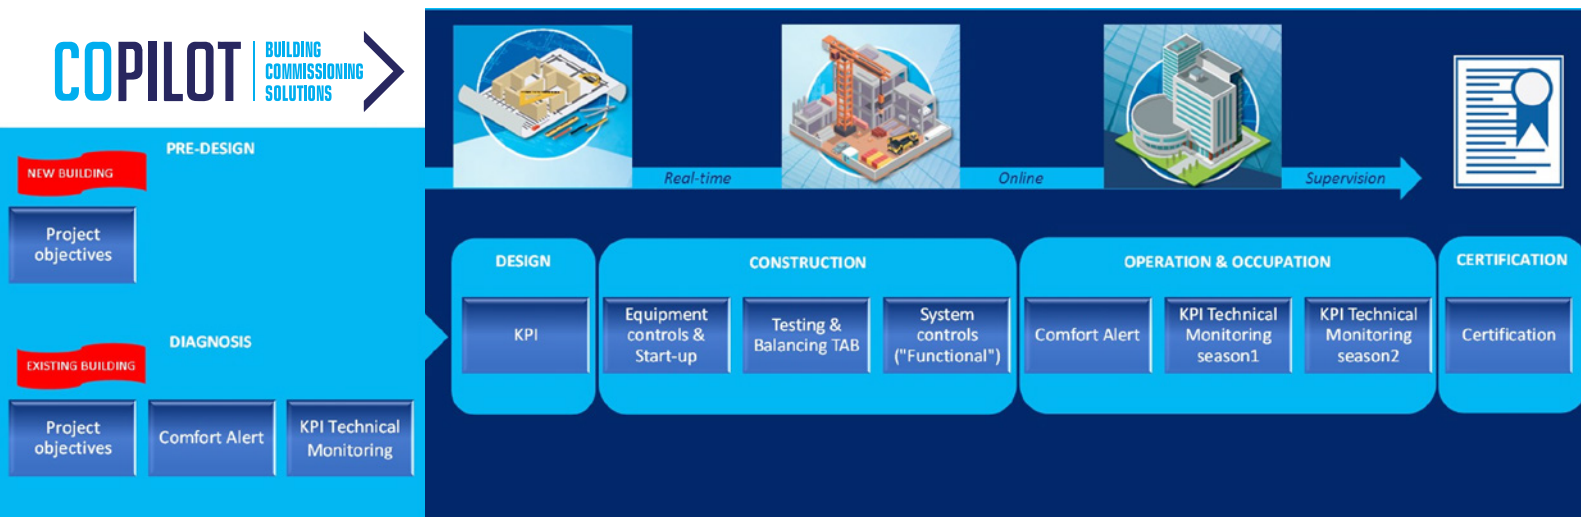 COPILOT
BUILDING
COMMISSIONING
SOLUTIONS
PRE-DESIGN
NEW BUILDING
Project
objectives
DIAGNOSIS
EXISTING BUILDING
Project
objectives
Comfort Alert
KPI Technical
Monitoring
Real-time
Online
Supervision
DESIGN
KPI
CONSTRUCTION
Equipment
controls &
Start-up
Testing &
Balancing TAB
System
controls
("Functional")
OPERATION & OCCUPATION
Comfort Alert
KPI Technical
Monitoring
season1
KPI Technical
Monitoring
season2
CERTIFICATION
Certification